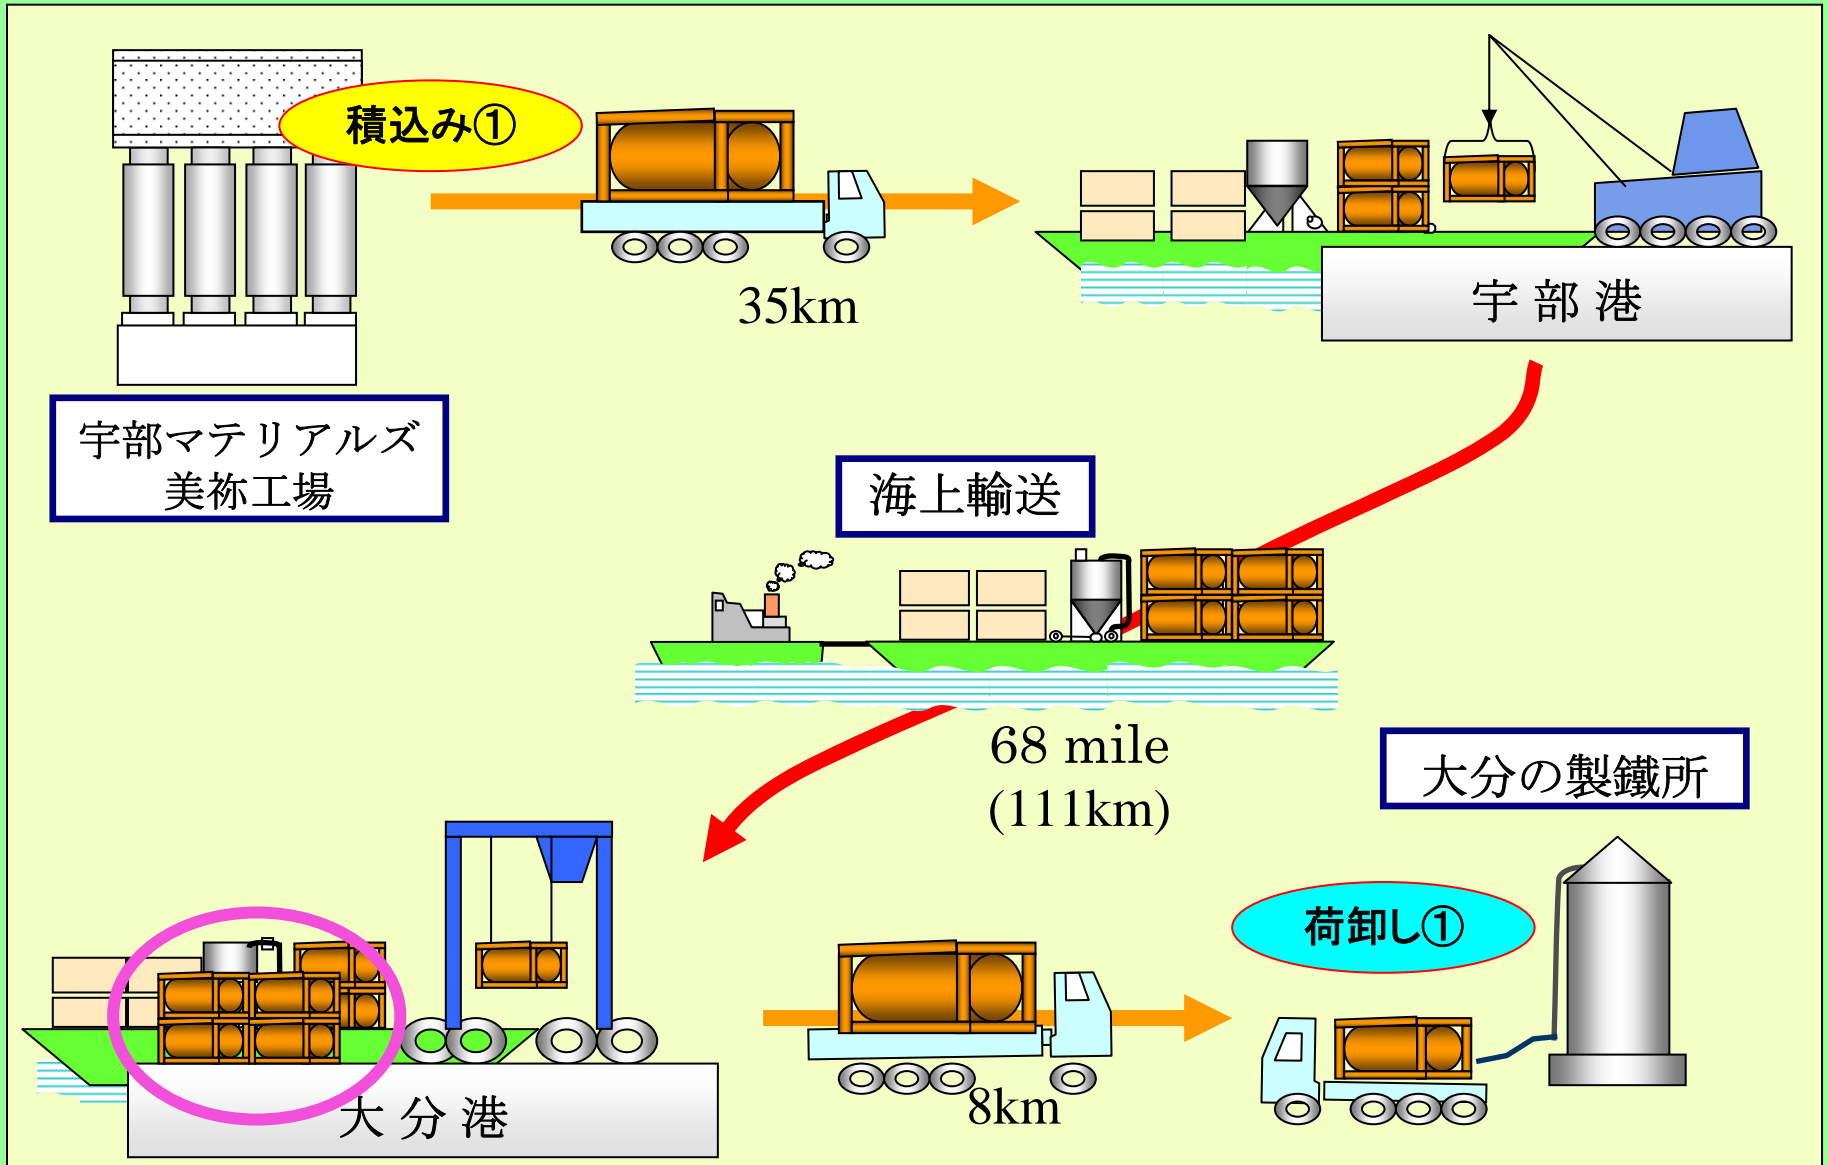 積込み①
35km
宇部港
宇部マテリアルズ
美祢工場
海上輸送
68 mile
(111km)
大分の製鐵所
荷卸し①
大分港
8km